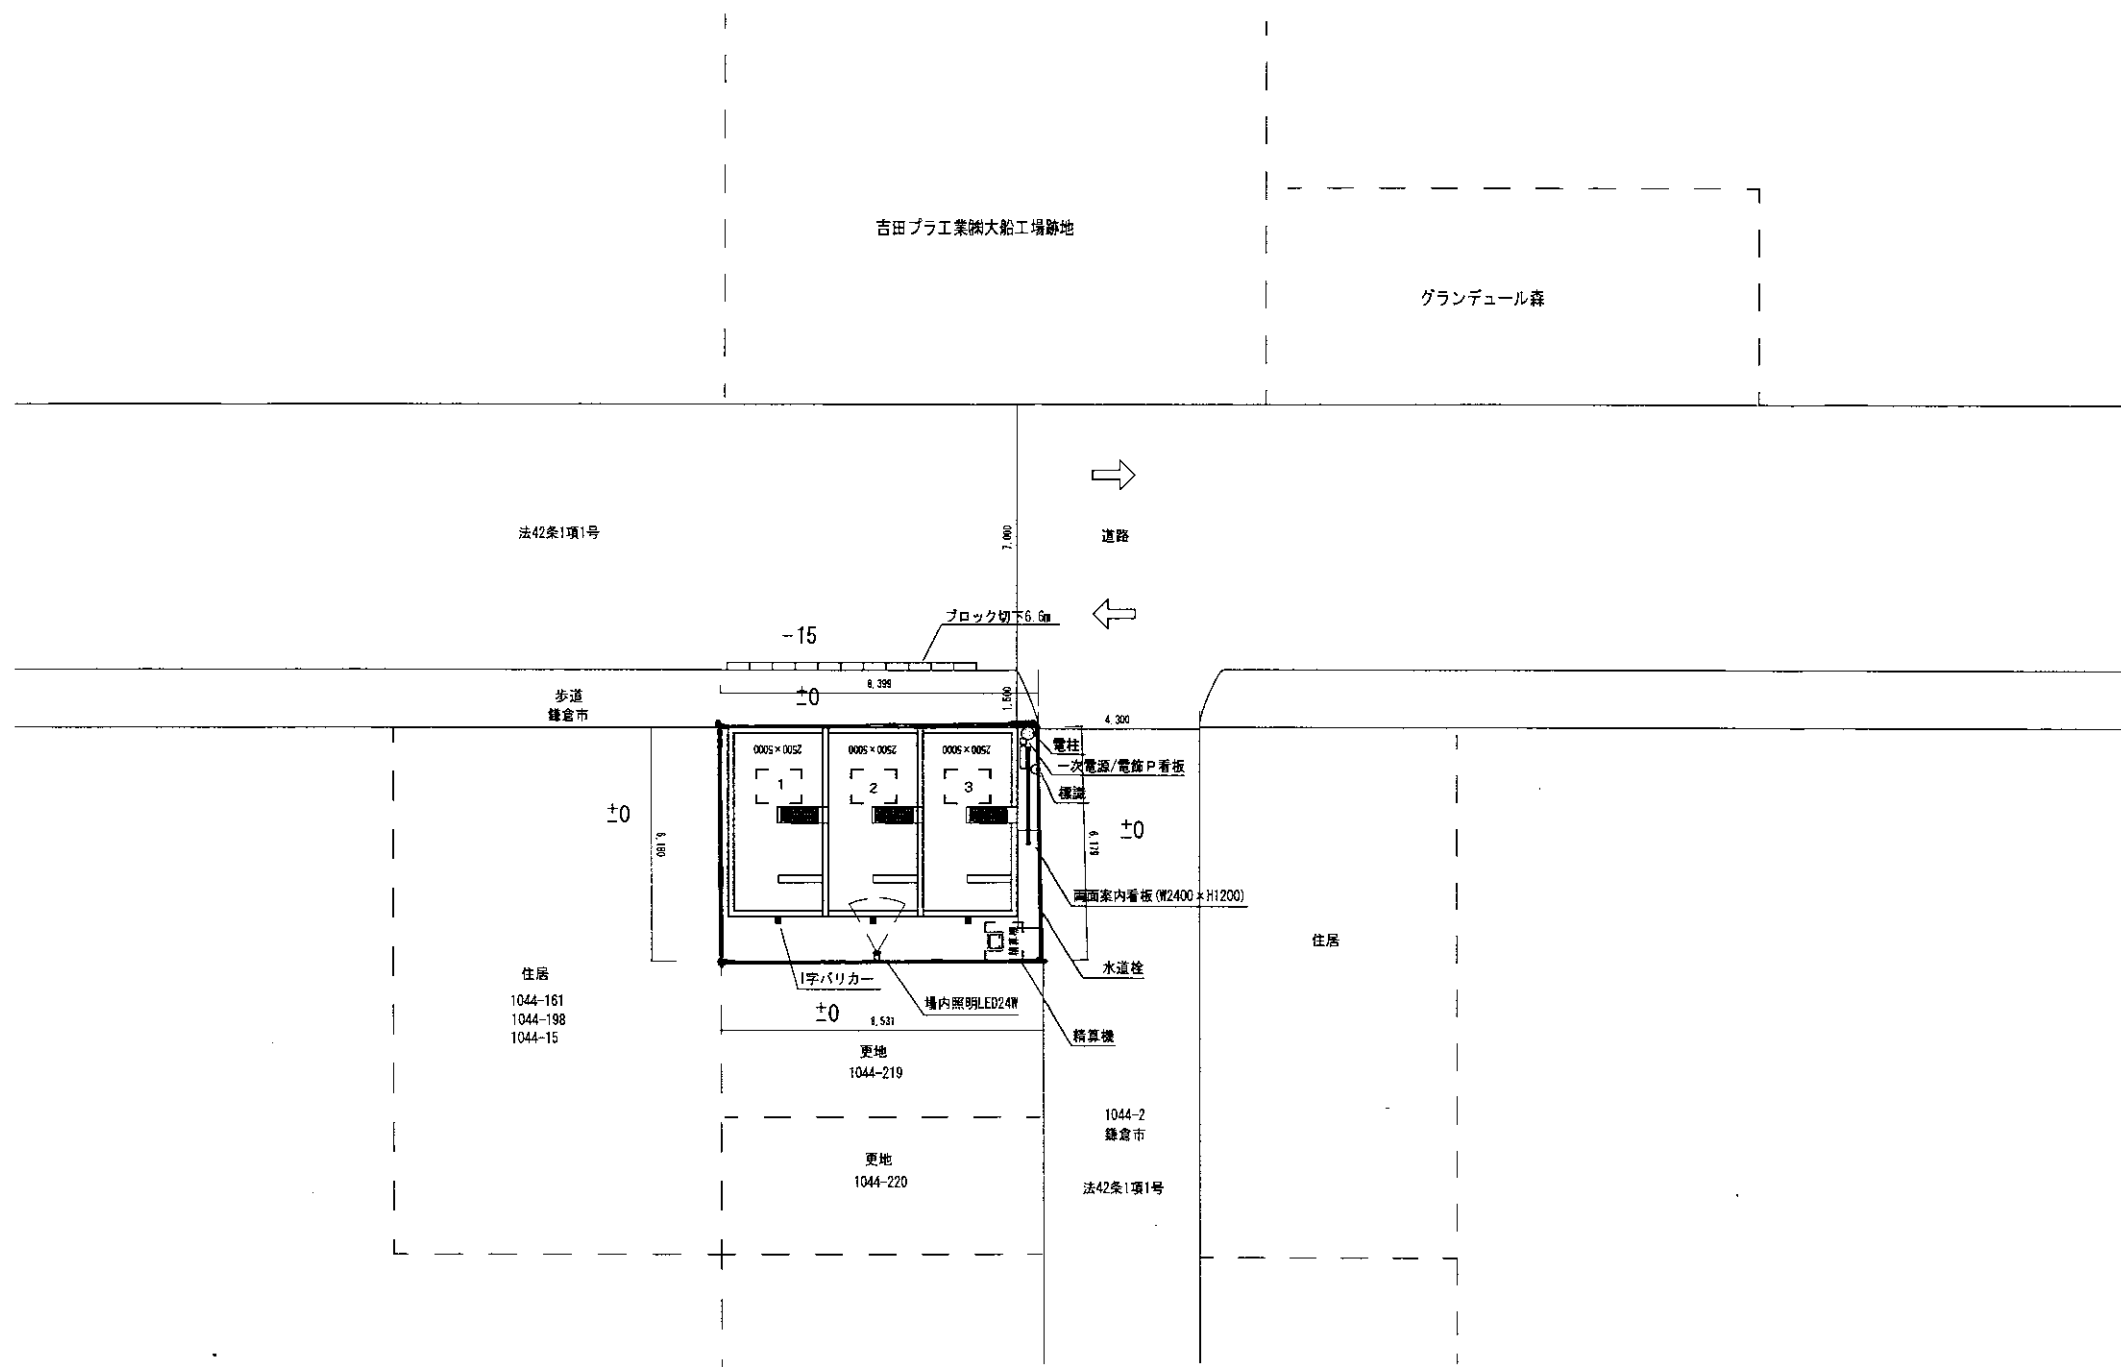 吉田プラ工業㈱大船工場跡地
グランデュール森
法42条1項1号
7,000
道路
ブロック切下6.6m
-15
歩道
鎌倉市
8,399
±0
1,500
4,300
2500×5000
2500×5000
2500×5000
電柱
一次電源/電飾P看板
標識
1
2
3
±0
±0
6,180
6,179
両面案内看板(W2400×H1200)
住居
精算機
水道栓
住居
1044-161
1044-198
1044-15
I字バリカー
場内照明LED24W
±0
8,531
精算機
更地
1044-219
1044-2
鎌倉市
更地
1044-220
法42条1項1号